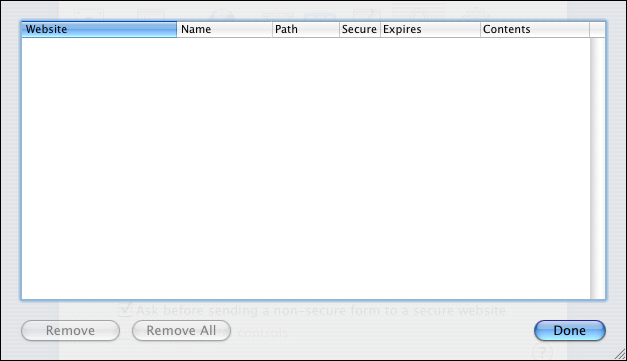 Website Name Path Secure Expires Contents
Ask before sending a non-secure form to a secure website
Remove Remove All controls Done
?